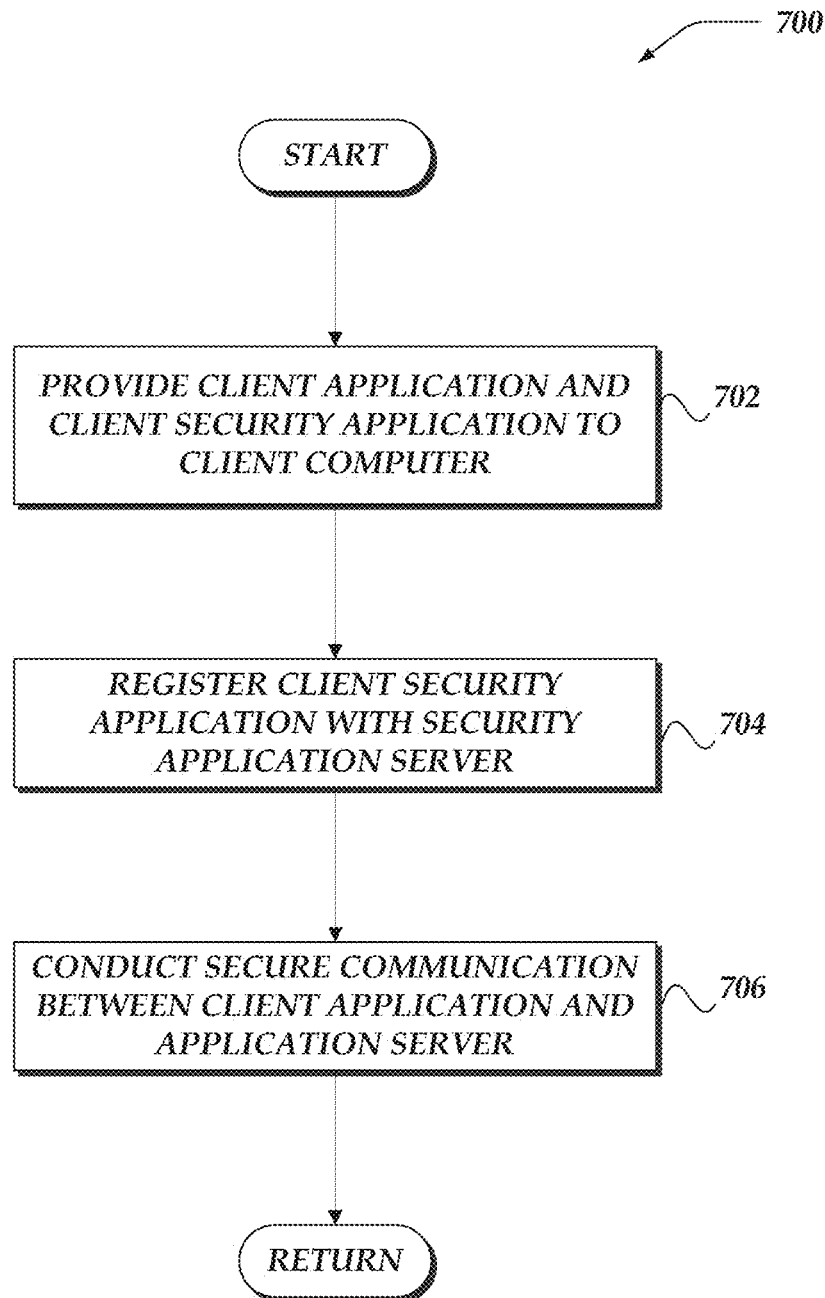 700
START
PROVIDE CLIENT APPLICATION AND
CLIENT SECURITY APPLICATION TO
CLIENT COMPUTER
702
REGISTER CLIENT SECURITY
APPLICATION WITH SECURITY
APPLICATION SERVER
704
CONDUCT SECURE COMMUNICATION
BETWEEN CLIENT APPLICATION AND
APPLICATION SERVER
706
RETURN